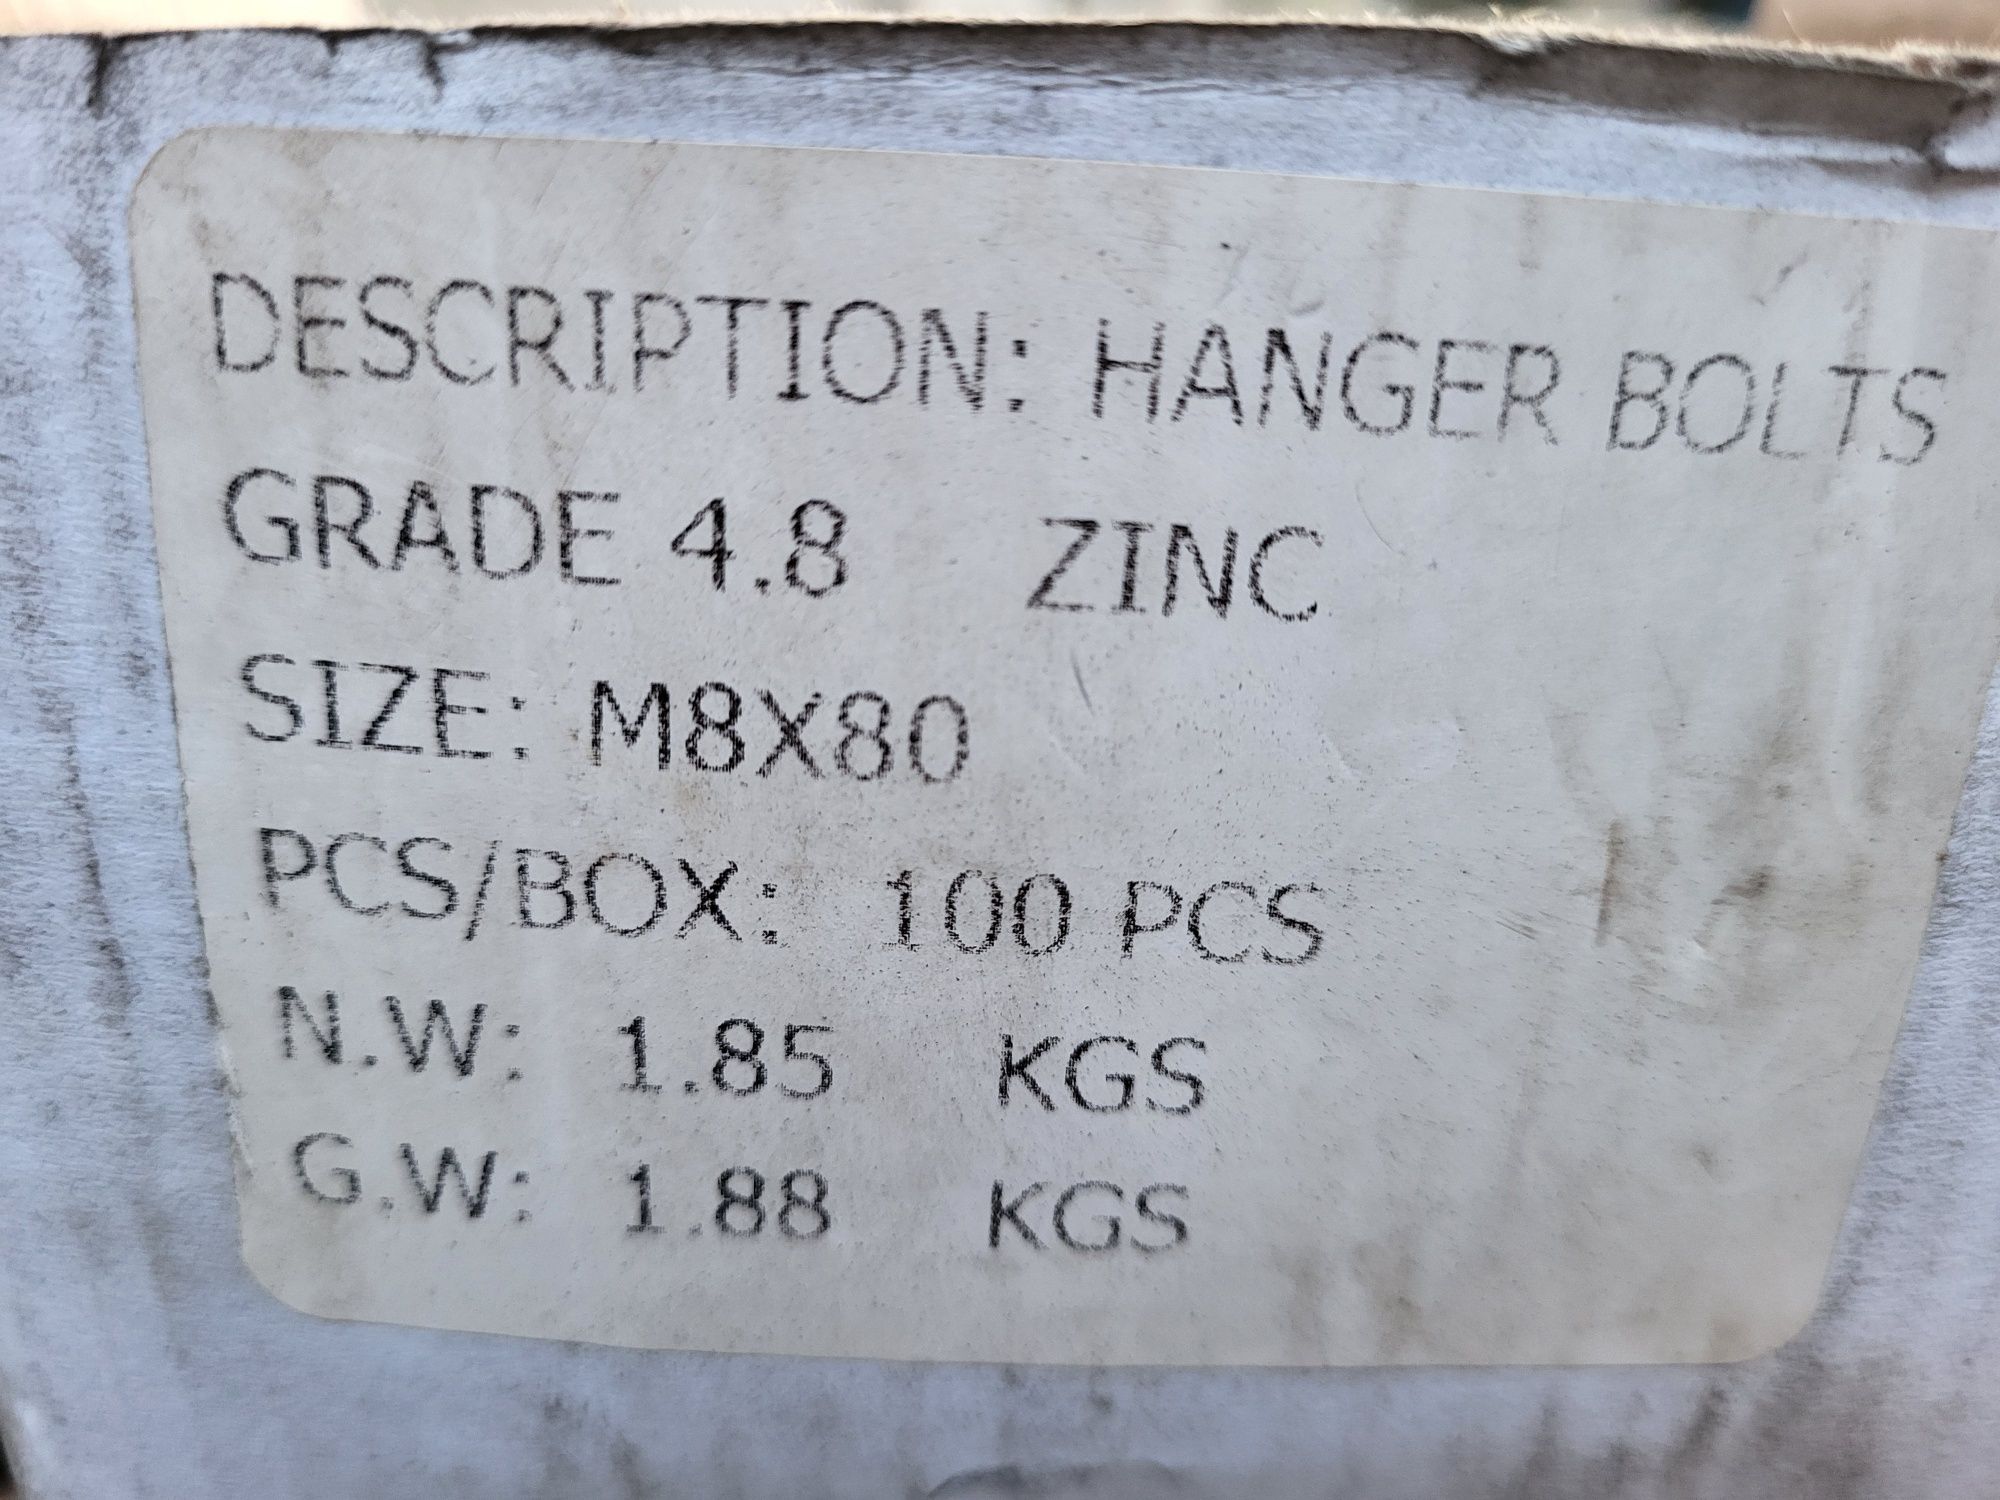 DESCRIPTION: HANGER BOLTS
GRADE 4.8 ZINC
SIZE: M8X80
PCS/BOX: 100 PCS
N.W: 1.85 KGS
G.W: 1.88 KGS